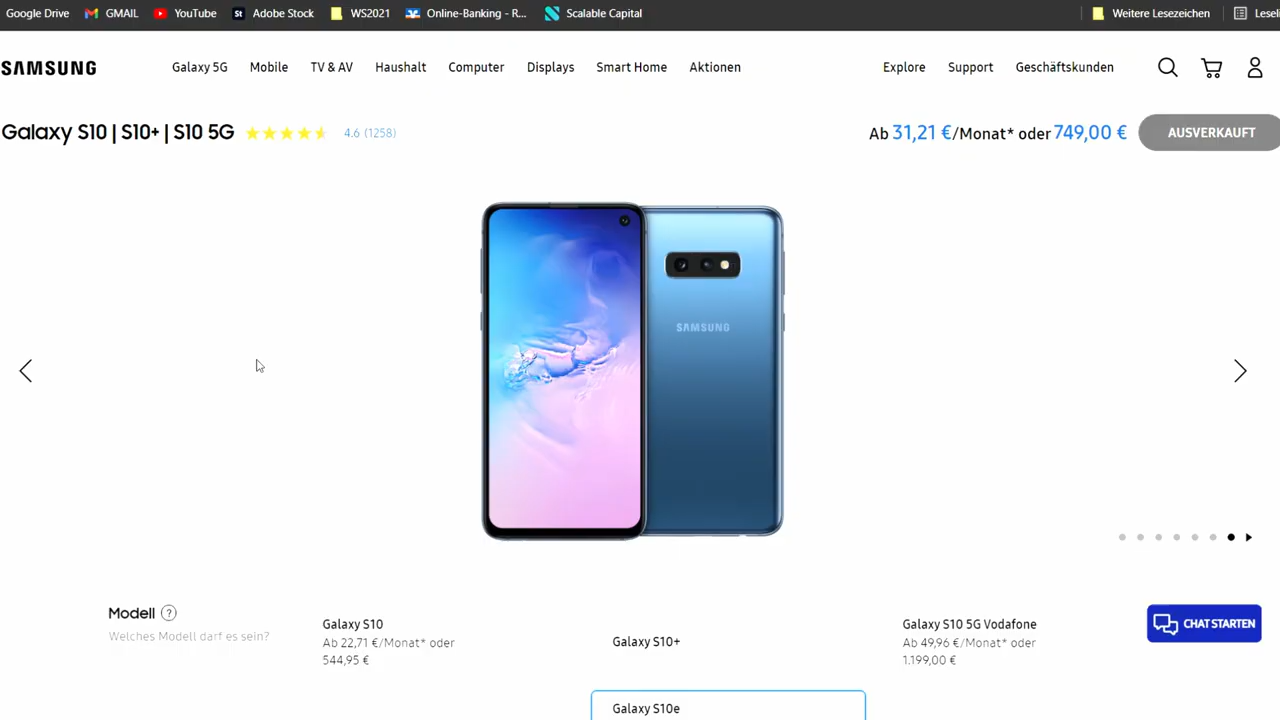 Google Drive GMAIL YouTube St Adobe Stock WS2021 Online-Banking - R... Scalable Capital Weitere Lesezeichen Leseli
SAMSUNG Galaxy 5G Mobile TV & AV Haushalt Computer Displays Smart Home Aktionen Explore Support Geschäftskunden
Galaxy S10 | S10+ | S10 5G 4.6 (1258) Ab 31,21 €/Monat* oder 749,00 € AUSVERKAUFT
SAMSUNG
Modell ?
Welches Modell darf es sein?
Galaxy S10
Ab 22,71 €/Monat* oder
544,95 €
Galaxy S10+
Galaxy S10 5G Vodafone
Ab 49,96 €/Monat* oder
1.199,00 €
CHAT STARTEN
Galaxy S10e